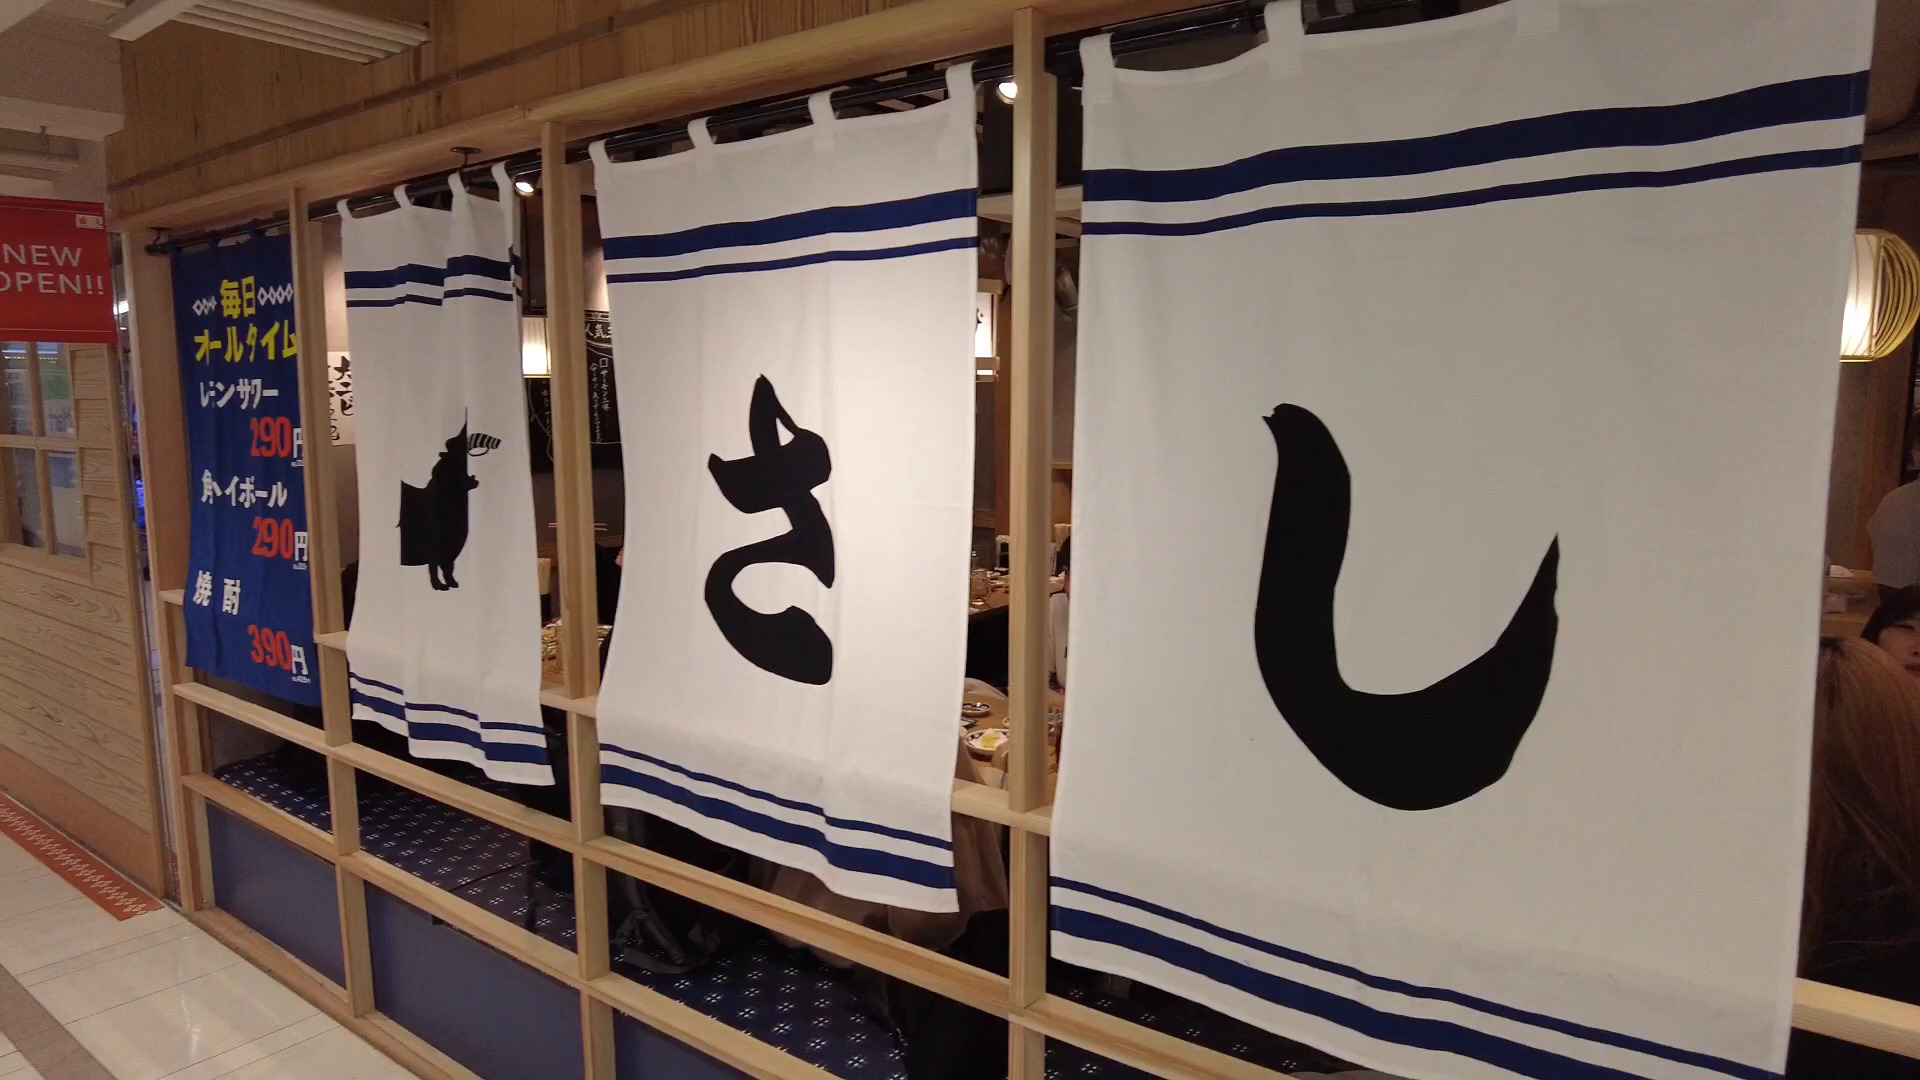 NEW
OPEN!!
毎日
オールタイム
レモンサワー
290円
角ハイボール
290円
焼酎
390円
さ
し
人気